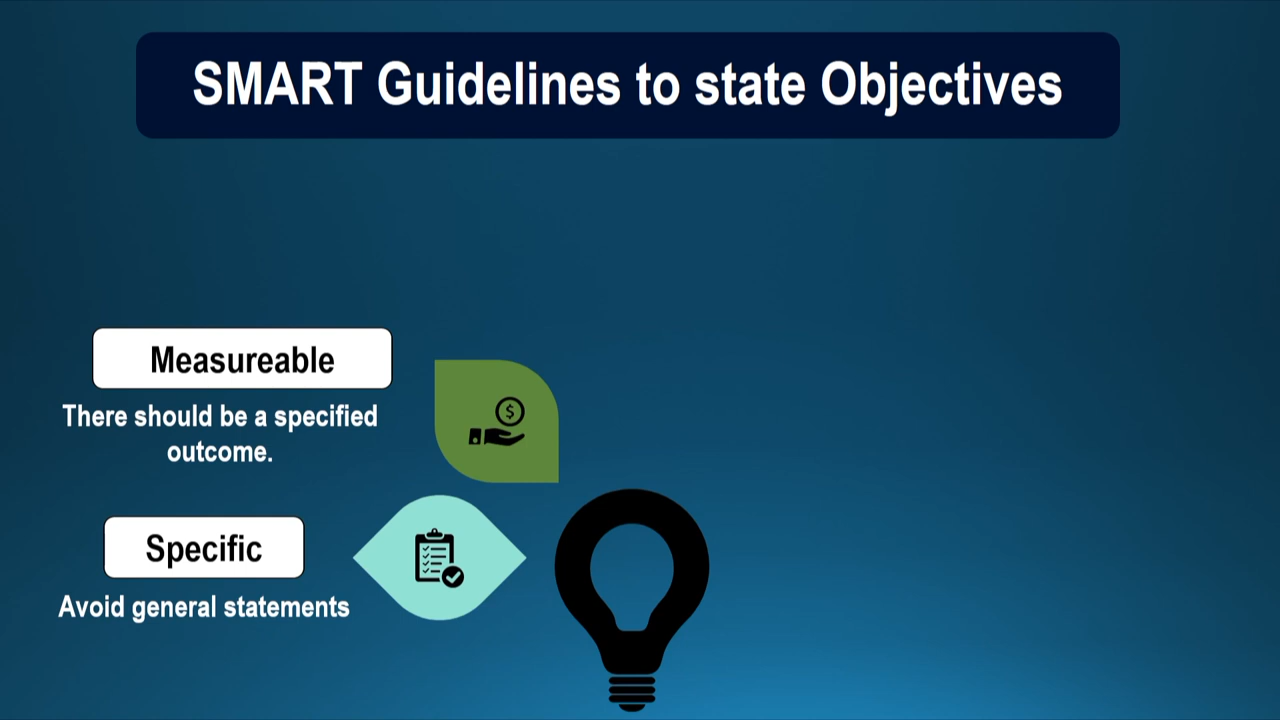 SMART Guidelines to state Objectives
Measureable
There should be a specified
outcome.
$
Specific
Avoid general statements